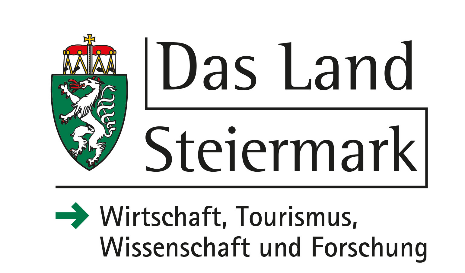 Das Land
Steiermark
Wirtschaft, Tourismus,
Wissenschaft und Forschung